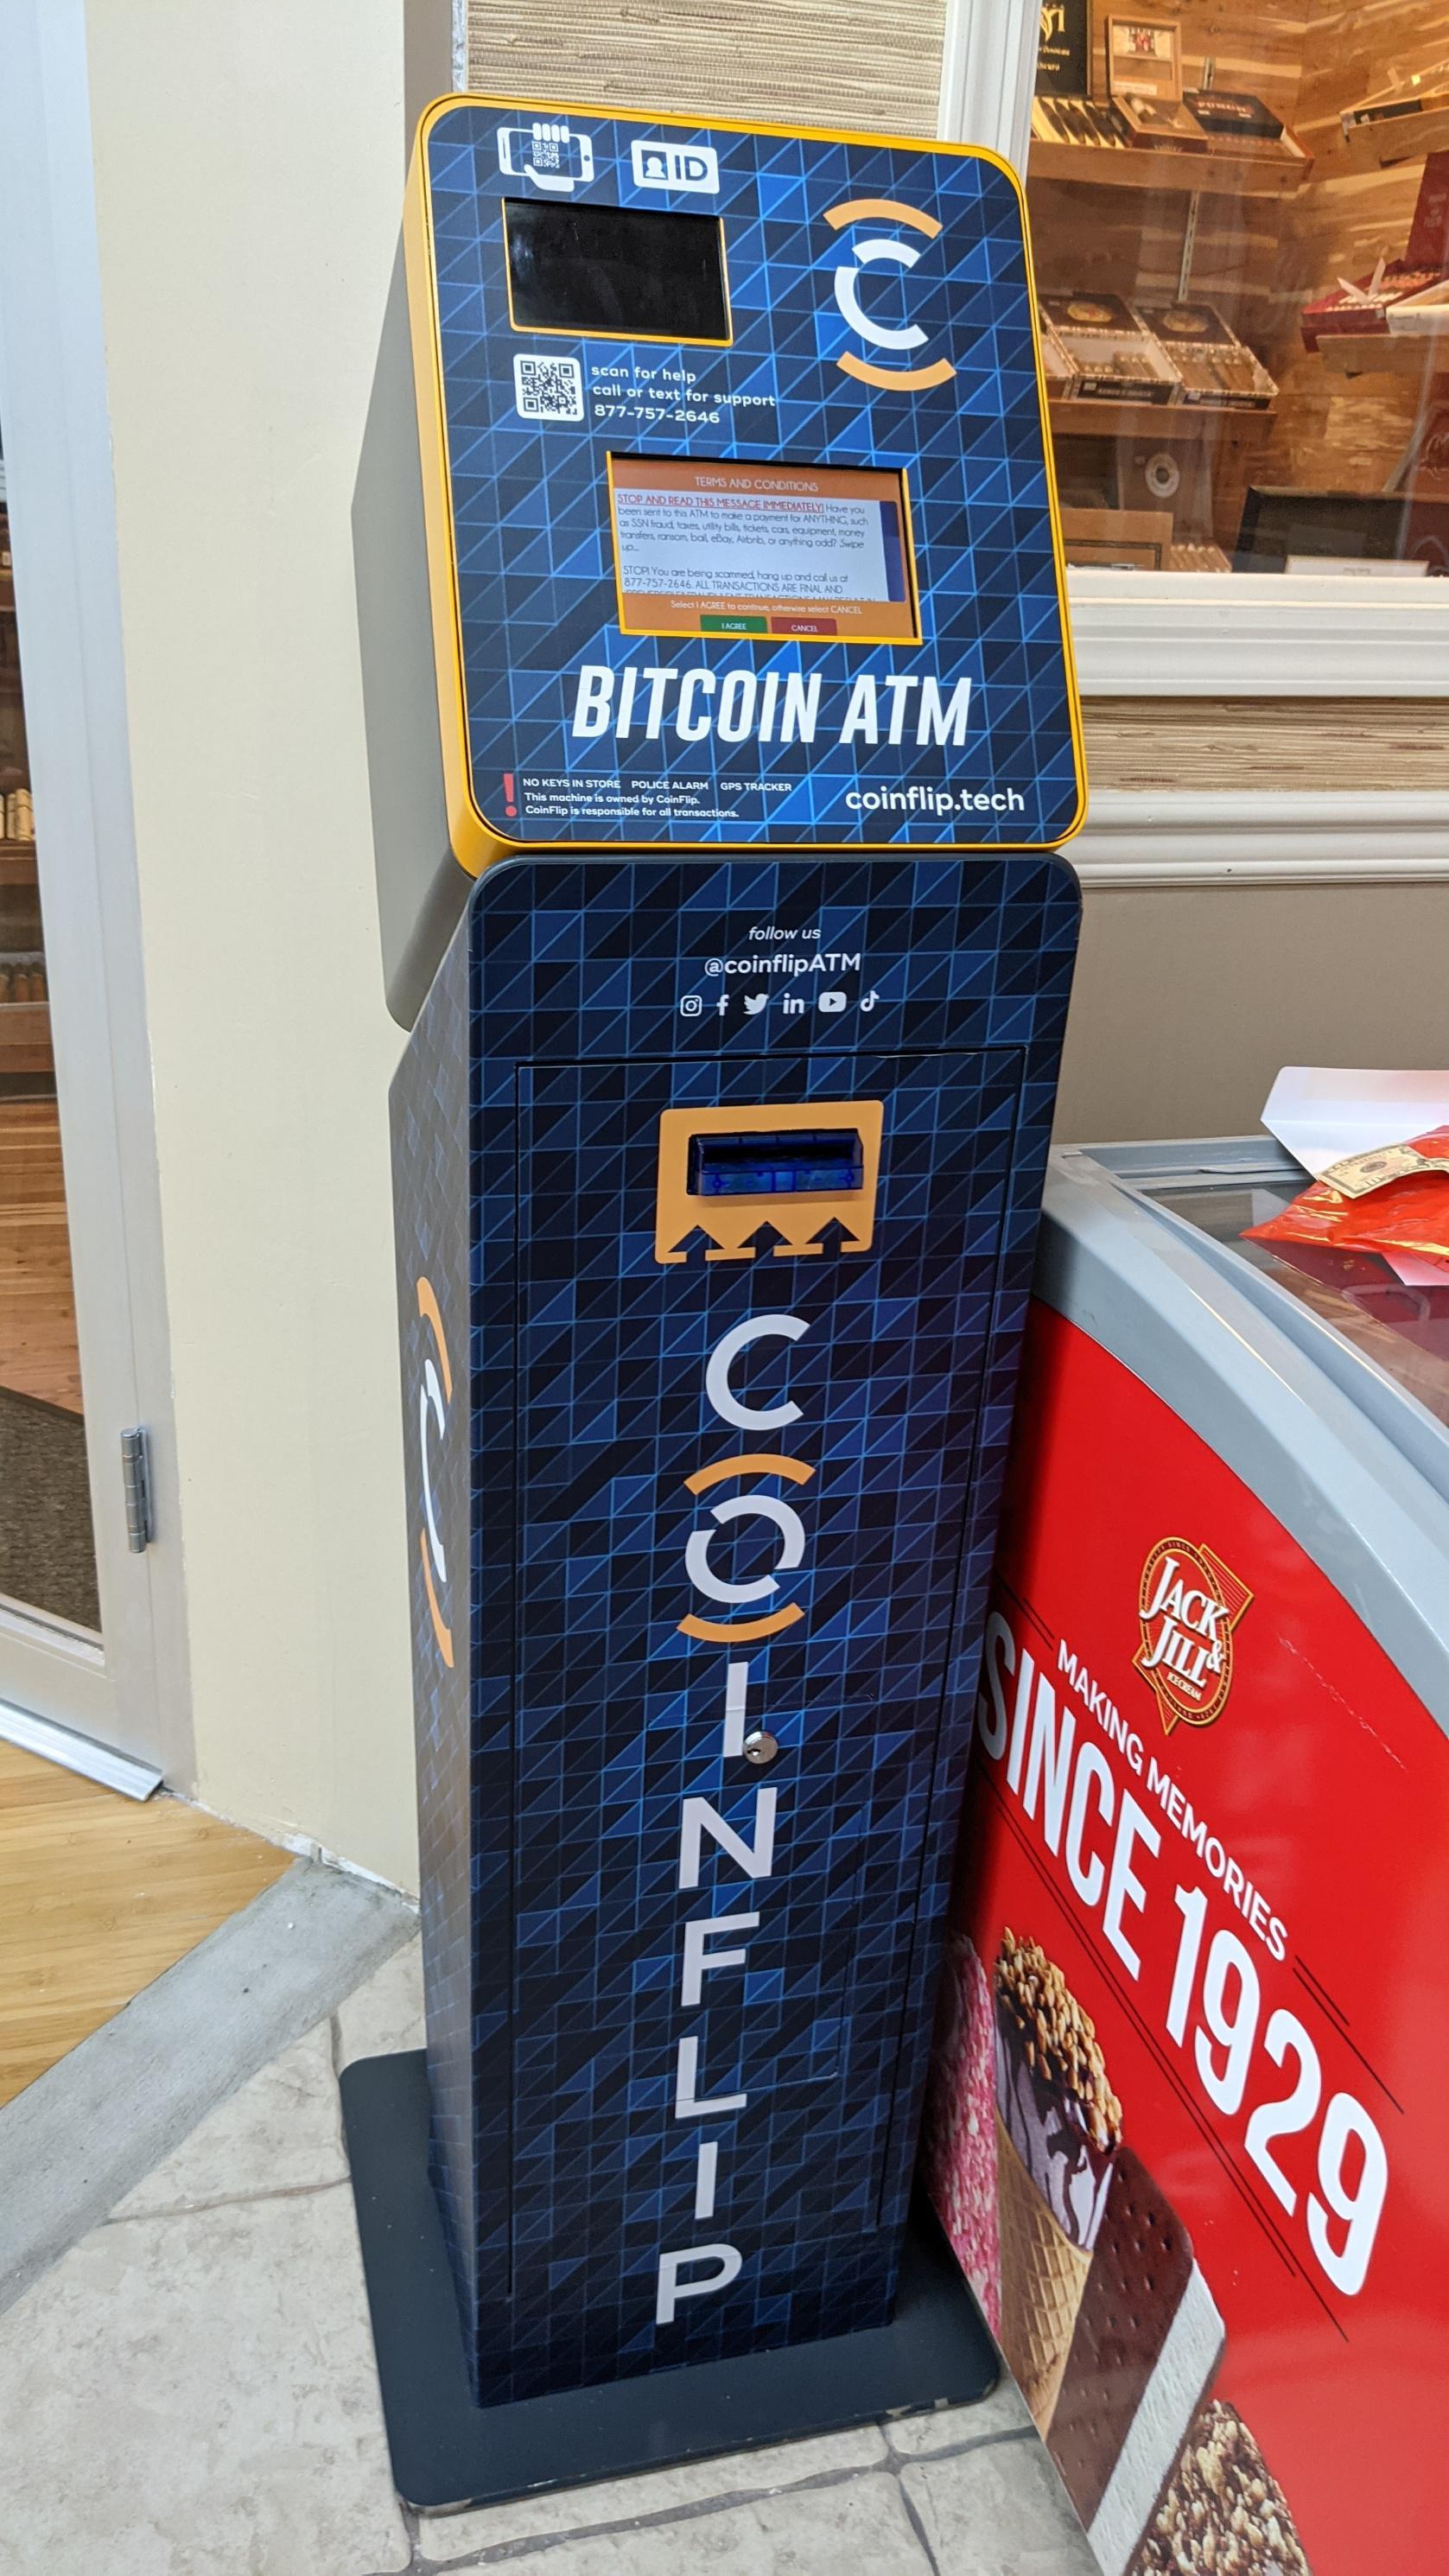 ID
C
scan for help
call or text for support
877-757-2646
TERMS AND CONDITIONS
STOP AND READ THIS MESSAGE IMMEDIATELY! Have you
been sent to this ATM to make a payment for ANYTHING, such
as SSN fraud, taxes, utility bills, tickets, cars, equipment, money
transfers, ransom, bail, eBay, Airbnb, or anything odd? Swipe
up...
STOP! You are being scammed, hang up and call us at
877-757-2646. ALL TRANSACTIONS ARE FINAL AND
Select I AGREE to continue, otherwise select CANCEL
I AGREE
CANCEL
BITCOIN ATM
! NO KEYS IN STORE POLICE ALARM GPS TRACKER
This machine is owned by CoinFlip.
CoinFlip is responsible for all transactions.
coinflip.tech
follow us
@coinflipATM
f
in
COINFLIP
C
PUNCH
JACK
& JILL
ICE CREAM
MAKING MEMORIES
SINCE 1929